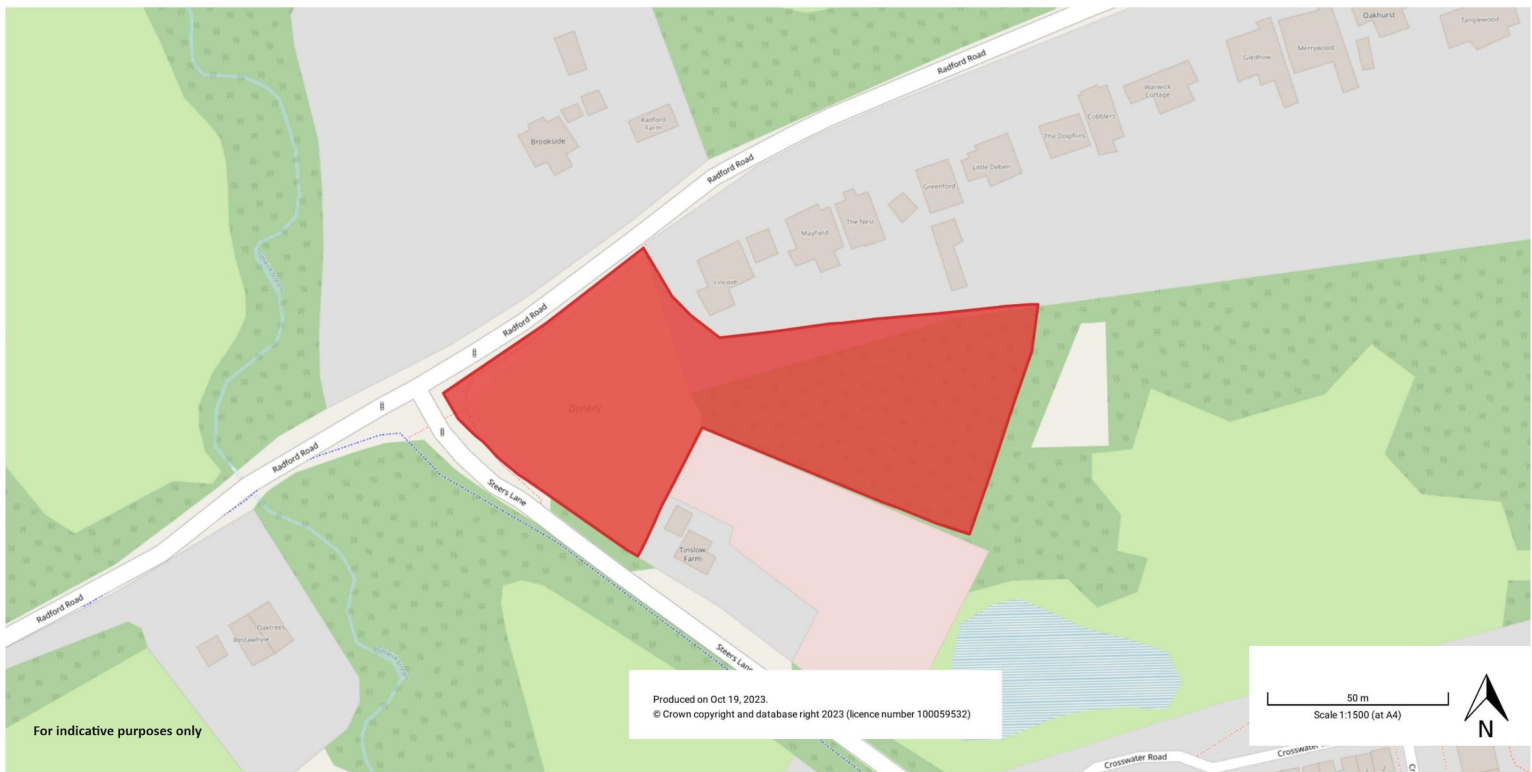 Radford Road
Oakhurst
Tanglewood
Merrywood
Gledhow
Warwick
Cottage
Cobblers
The Dolphins
Little Deben
Greenford
The Nest
Mayfield
Lincove
Radford
Farm
Brookside
Radford Road
Radford Road
Donkey
Radford Road
Steers Lane
Tinslow
Farm
Radford Road
Oaktrees
Restawhyle
Steers Lane
For indicative purposes only
Produced on Oct 19, 2023.
© Crown copyright and database right 2023 (licence number 100059532)
50 m
Scale 1:1500 (at A4)
N
Crosswater Road